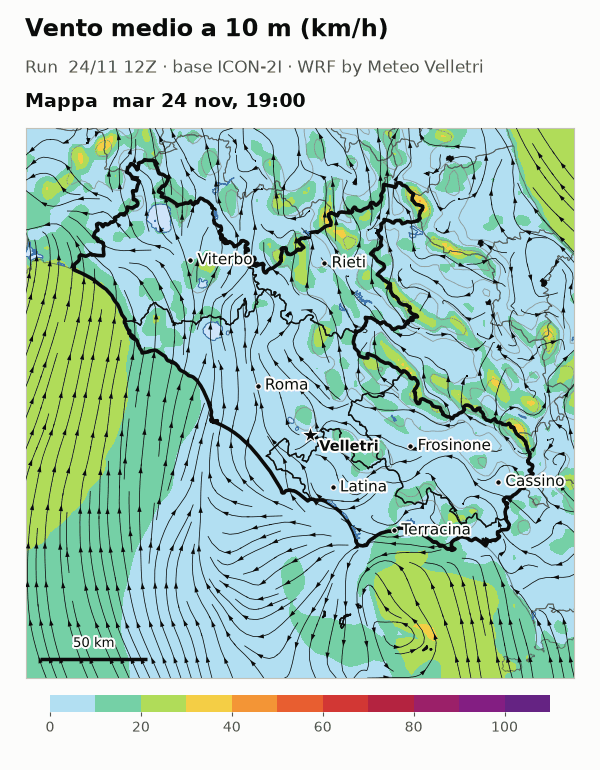 Vento medio a 10 m (km/h)
Run 24/11 12Z · base ICON-2I · WRF by Meteo Velletri
Mappa mar 24 nov, 19:00
Viterbo
Rieti
Roma
Velletri
Frosinone
Latina
Cassino
Terracina
50 km
0 20 40 60 80 100